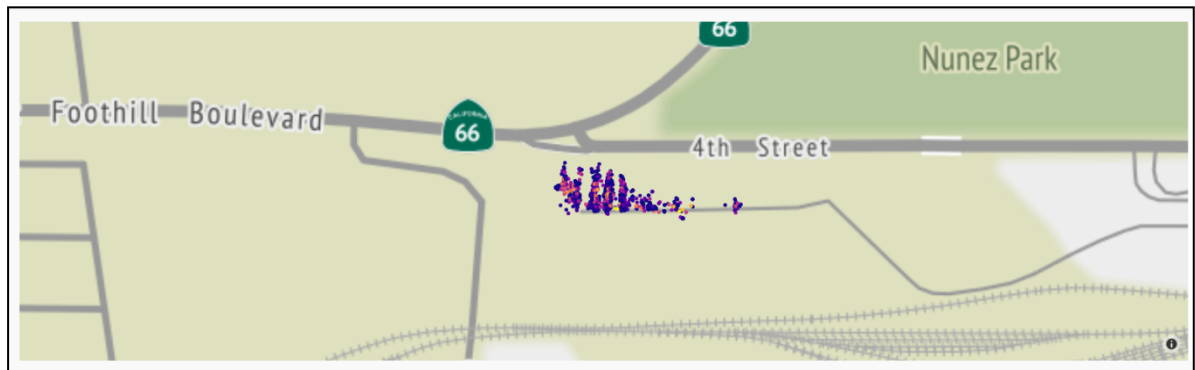 66
Nunez Park
Foothill Boulevard
CALIFORNIA
66
4th Street
i